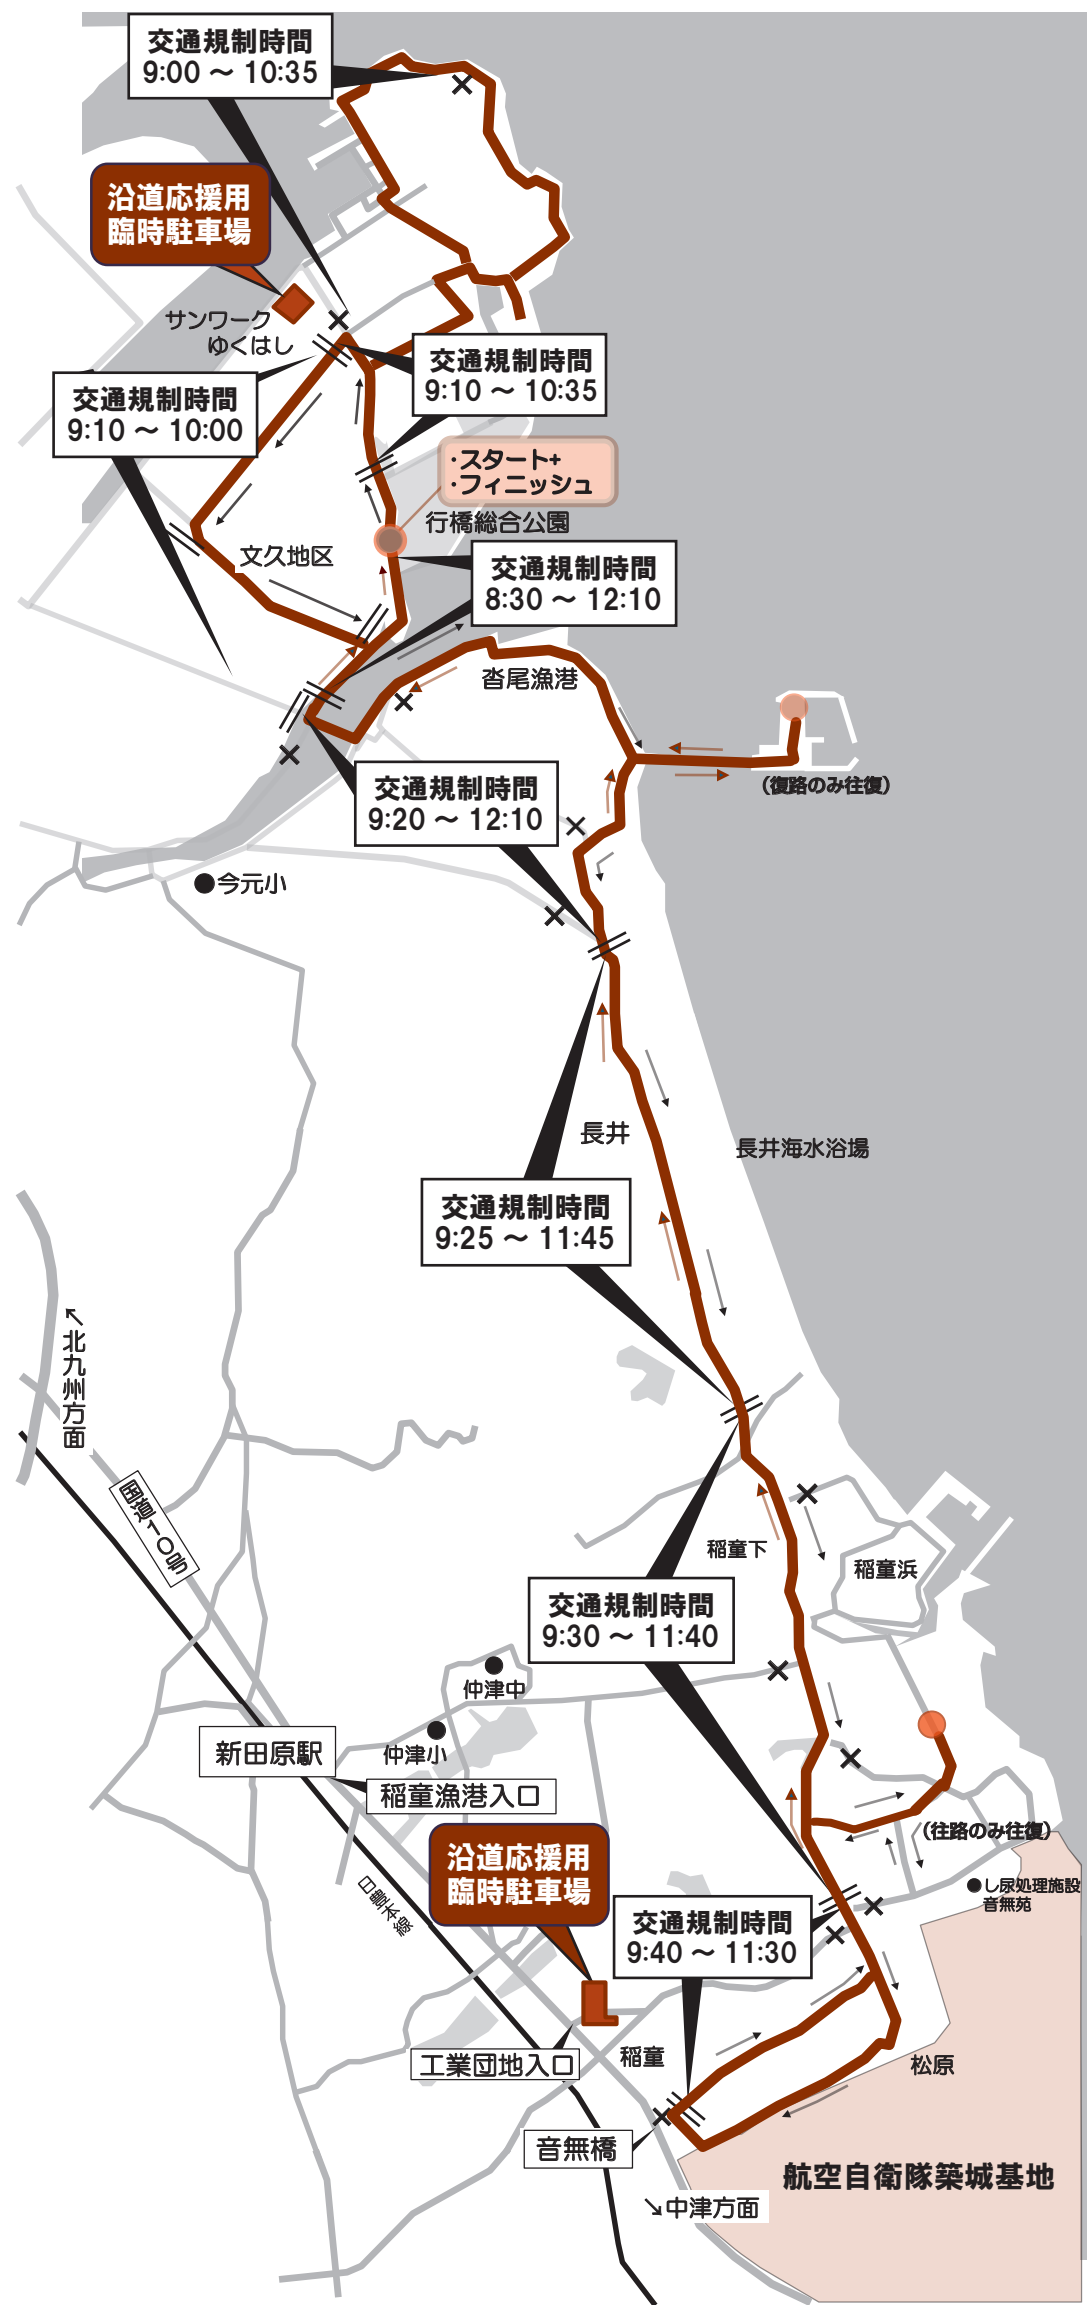 交通規制時間
9:00 ～ 10:35
沿道応援用
臨時駐車場
サンワーク
ゆくはし
交通規制時間
9:10 ～ 10:35
交通規制時間
9:10 ～ 10:00
・スタート+
・フィニッシュ
行橋総合公園
文久地区
交通規制時間
8:30 ～ 12:10
沓尾漁港
（復路のみ往復）
交通規制時間
9:20 ～ 12:10
●今元小
長井
長井海水浴場
交通規制時間
9:25 ～ 11:45
↖北九州方面
国道10号
稲童下
稲童浜
交通規制時間
9:30 ～ 11:40
仲津中
仲津小
新田原駅
稲童漁港入口
（往路のみ往復）
沿道応援用
臨時駐車場
日豊本線
●し尿処理施設
音無苑
交通規制時間
9:40 ～ 11:30
工業団地入口
稲童
松原
音無橋
航空自衛隊築城基地
↘中津方面